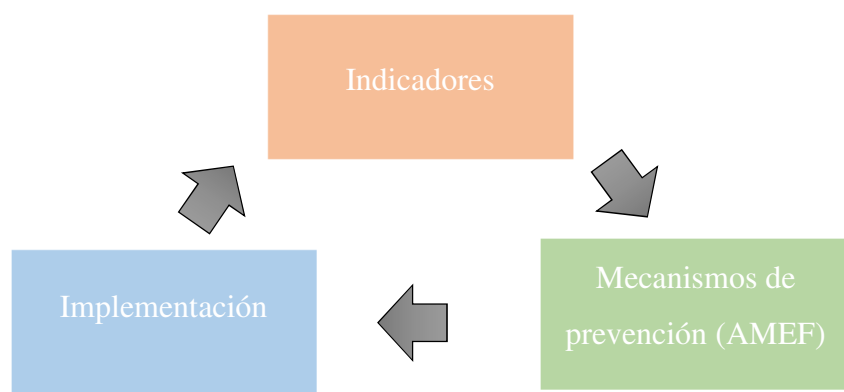 Indicadores
Mecanismos de
prevención (AMEF)
Implementación